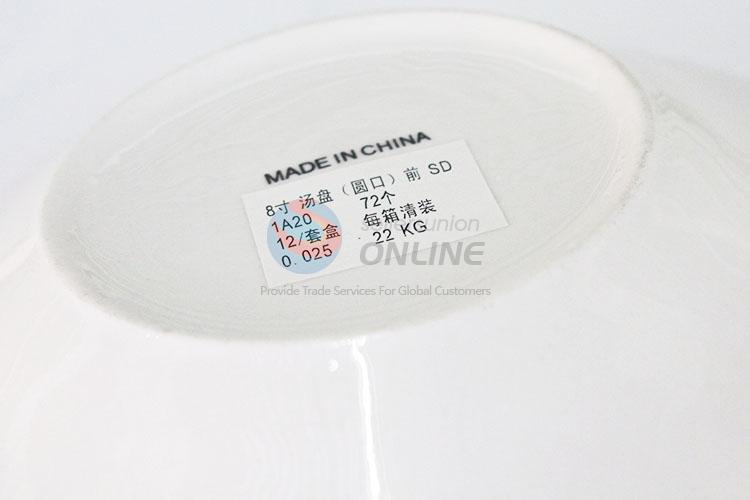 MADE IN CHINA
8寸 汤盘（圆口）前 SD
1A20 72个
12/套盒 每箱清装
0.025 22 KG
union
ONLINE
Provide Trade Services For Global Customers